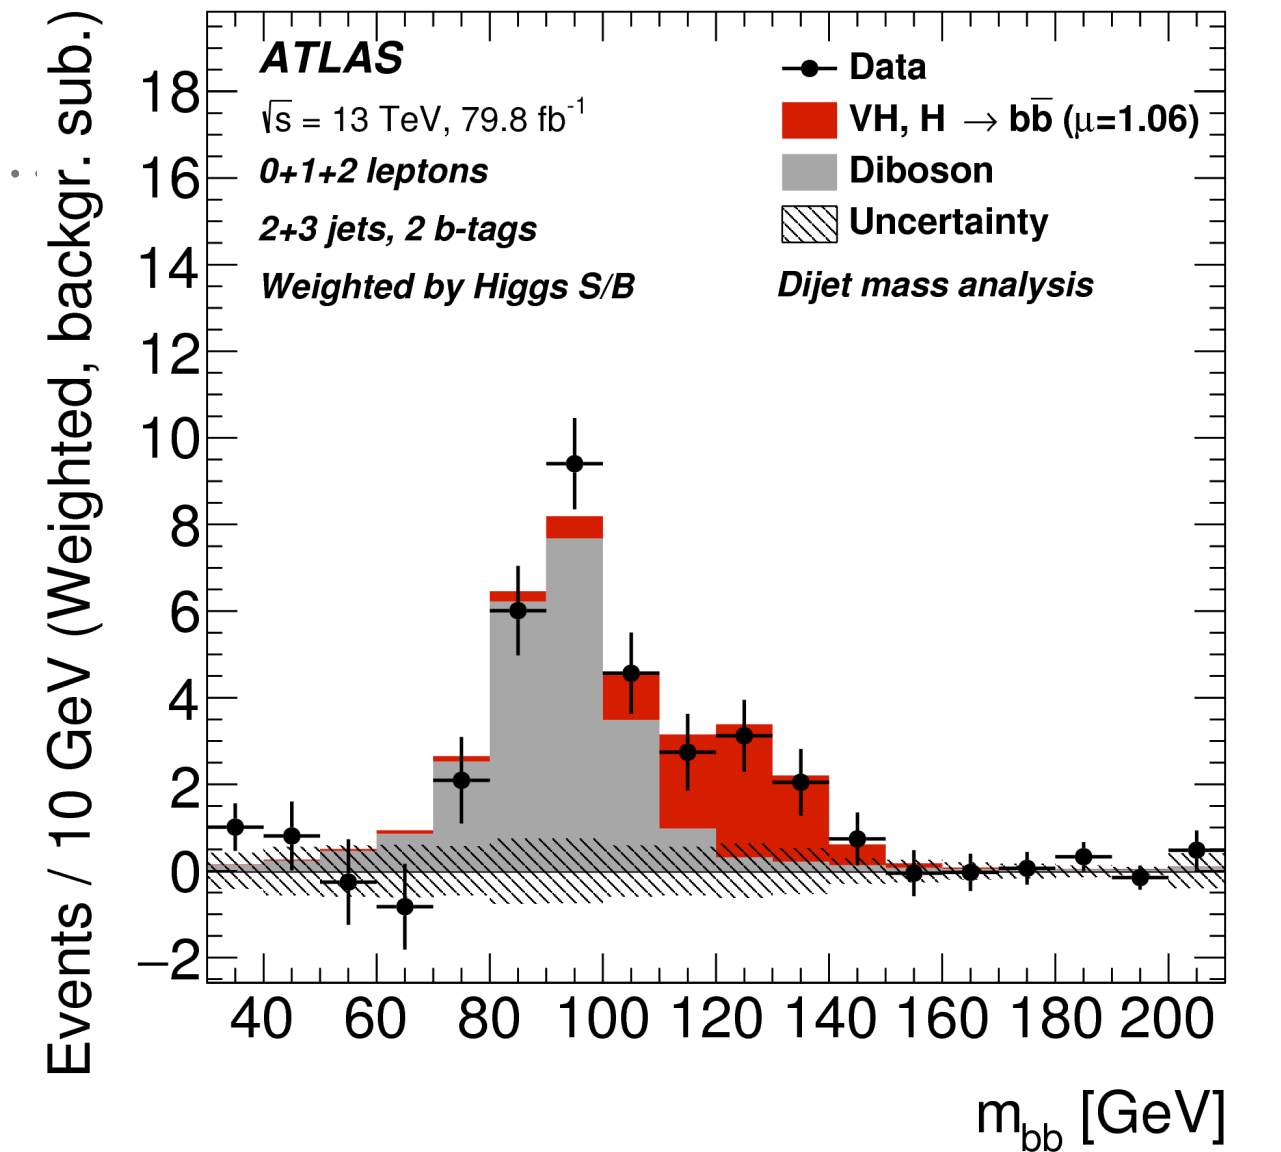 Events / 10 GeV (Weighted, backgr. sub.)
18
16
14
12
10
8
6
4
2
0
−2
ATLAS
√s = 13 TeV, 79.8 fb⁻¹
0+1+2 leptons
2+3 jets, 2 b-tags
Weighted by Higgs S/B
Data
VH, H → bb̅ (μ=1.06)
Diboson
Uncertainty
Dijet mass analysis
40 60 80 100 120 140 160 180 200
m_bb [GeV]